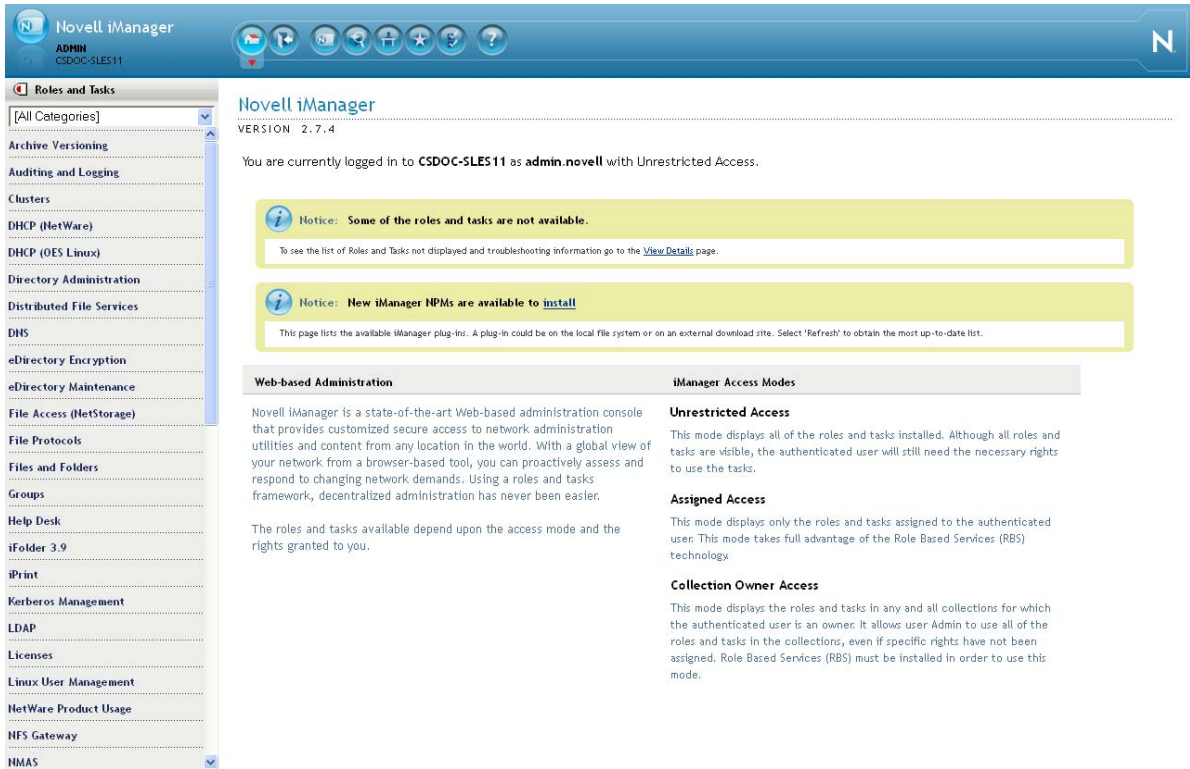 Novell iManager
ADMIN
CSDOC-SLES11
N
Roles and Tasks
[All Categories]
Archive Versioning
Auditing and Logging
Clusters
DHCP (NetWare)
DHCP (OES Linux)
Directory Administration
Distributed File Services
DNS
eDirectory Encryption
eDirectory Maintenance
File Access (NetStorage)
File Protocols
Files and Folders
Groups
Help Desk
iFolder 3.9
iPrint
Kerberos Management
LDAP
Licenses
Linux User Management
NetWare Product Usage
NFS Gateway
NMAS
Novell iManager
VERSION 2.7.4
You are currently logged in to CSDOC-SLES11 as admin.novell with Unrestricted Access.
Notice: Some of the roles and tasks are not available.
To see the list of Roles and Tasks not displayed and troubleshooting information go to the View Details page.
Notice: New iManager NPMs are available to install
This page lists the available iManager plug-ins. A plug-in could be on the local file system or on an external download site. Select 'Refresh' to obtain the most up-to-date list.
Web-based Administration
Novell iManager is a state-of-the-art Web-based administration console
that provides customized secure access to network administration
utilities and content from any location in the world. With a global view of
your network from a browser-based tool, you can proactively assess and
respond to changing network demands. Using a roles and tasks
framework, decentralized administration has never been easier.
The roles and tasks available depend upon the access mode and the
rights granted to you.
iManager Access Modes
Unrestricted Access
This mode displays all of the roles and tasks installed. Although all roles and
tasks are visible, the authenticated user will still need the necessary rights
to use the tasks.
Assigned Access
This mode displays only the roles and tasks assigned to the authenticated
user. This mode takes full advantage of the Role Based Services (RBS)
technology.
Collection Owner Access
This mode displays the roles and tasks in any and all collections for which
the authenticated user is an owner. It allows user Admin to use all of the
roles and tasks in the collections, even if specific rights have not been
assigned. Role Based Services (RBS) must be installed in order to use this
mode.